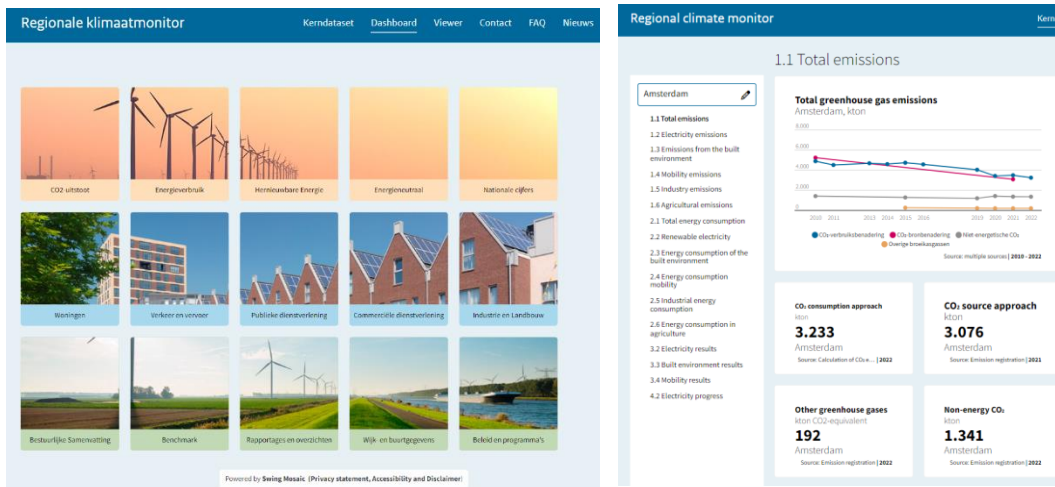 Regionale klimaatmonitor
Kerndataset Dashboard Viewer Contact FAQ Nieuws
CO2-uitstoot
Energieverbruik
Hernieuwbare Energie
Energieneutraal
Nationale cijfers
Woningen
Verkeer en vervoer
Publieke dienstverlening
Commerciële dienstverlening
Industrie en Landbouw
Bestuurlijke Samenvatting
Benchmark
Rapportages en overzichten
Wijk- en buurtgegevens
Beleid en programma's
Powered by Swing Mosaic (Privacy statement, Accessibility and Disclaimer)
Regional climate monitor
1.1 Total emissions
Amsterdam
1.1 Total emissions
1.2 Electricity emissions
1.3 Emissions from the built
environment
1.4 Mobility emissions
1.5 Industry emissions
1.6 Agricultural emissions
2.1 Total energy consumption
2.2 Renewable electricity
2.3 Energy consumption of the
built environment
2.4 Energy consumption
mobility
2.5 Industrial energy
consumption
2.6 Energy consumption in
agriculture
3.2 Electricity results
3.3 Built environment results
3.4 Mobility results
4.2 Electricity progress
Total greenhouse gas emissions
Amsterdam, kton
8.000
6.000
4.000
2.000
0
2010 2011 2013 2014 2015 2016 2019 2020 2021 2022
CO₂-verbruiksbenadering CO₂-bronbenadering Niet-energetische CO₂
Overige broeikasgassen
Source: multiple sources | 2010 - 2022
CO₂ consumption approach
kton
3.233
Amsterdam
Source: Calculation of CO₂ e... | 2022
CO₂ source approach
kton
3.076
Amsterdam
Source: Emission registration | 2021
Other greenhouse gases
kton CO2-equivalent
192
Amsterdam
Source: Emission registration | 2022
Non-energy CO₂
kton
1.341
Amsterdam
Source: Emission registration | 2022